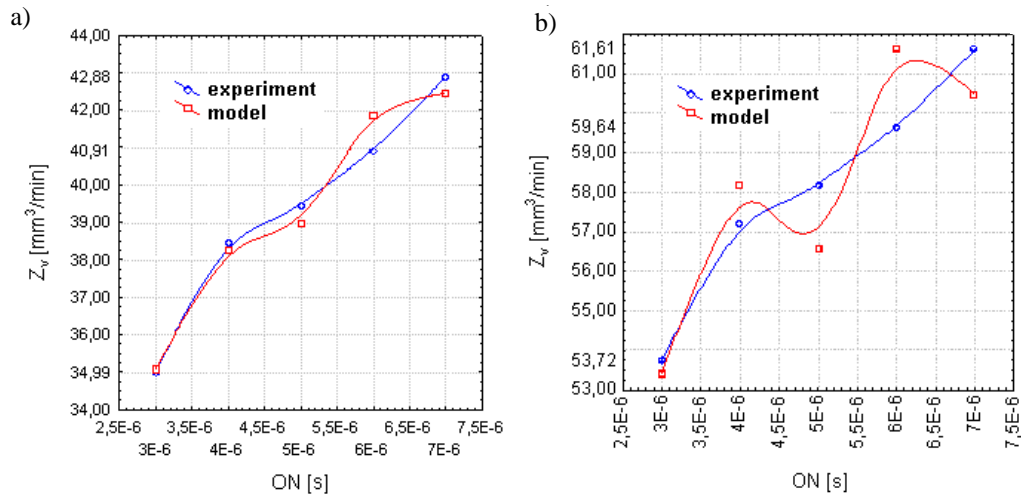 a)
44,00
42,88
42,00
40,91
40,00
39,00
38,00
36,00
35,00
34,99
34,00
Zv [mm³/min]
experiment
model
2,5E-6 3,5E-6 4,5E-6 5,5E-6 6,5E-6 7,5E-6
3E-6 4E-6 5E-6 6E-6 7E-6
ON [s]
b)
61,61
61,00
59,64
59,00
58,00
57,00
56,00
55,00
53,72
53,00
Zv [mm³/min]
experiment
model
2,5E-6
3E-6
3,5E-6
4E-6
4,5E-6
5E-6
5,5E-6
6E-6
6,5E-6
7E-6
7,5E-6
ON [s]